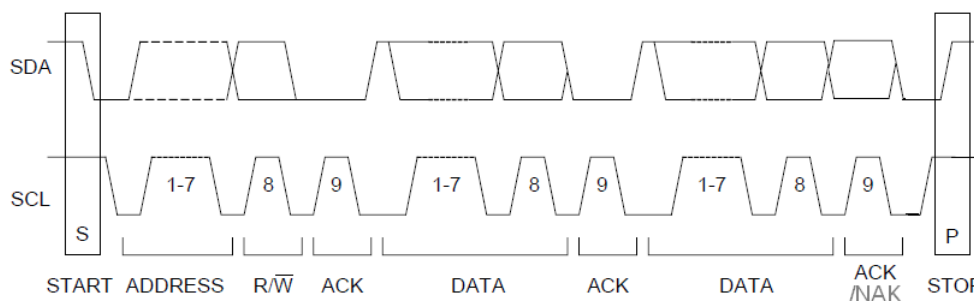 SDA
SCL
1-7 8 9 1-7 8 9 1-7 8 9
S P
START ADDRESS R/W̅ ACK DATA ACK DATA ACK
/NAK STOP